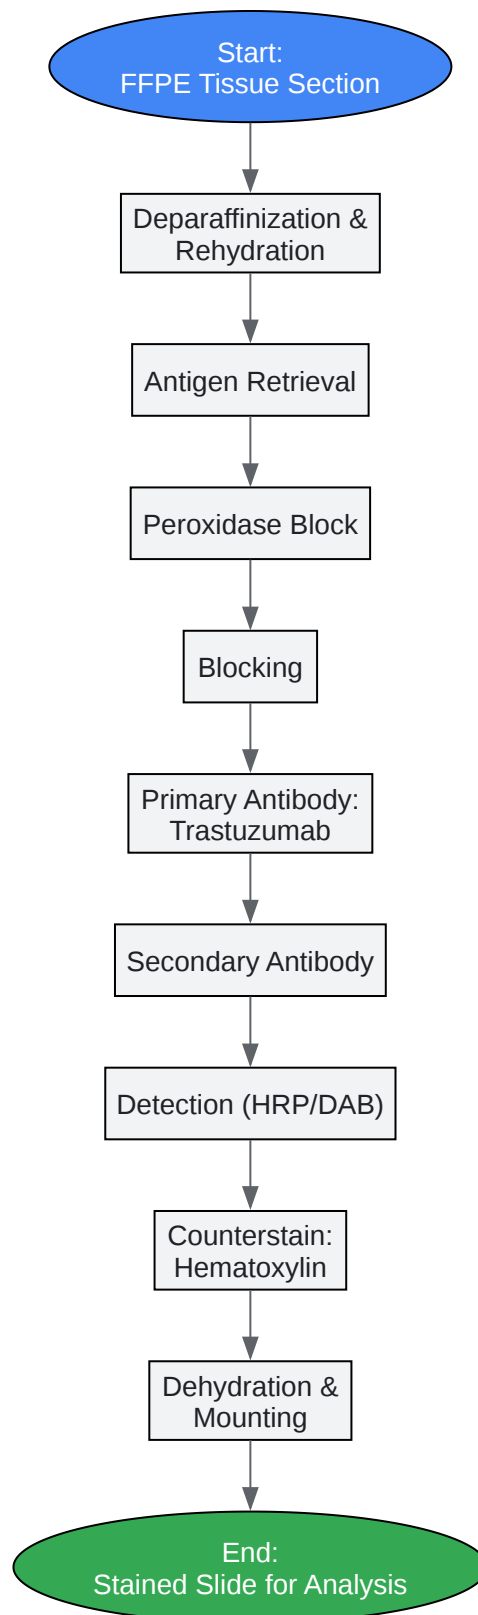 Start:
FFPE Tissue Section
Deparaffinization &
Rehydration
Antigen Retrieval
Peroxidase Block
Blocking
Primary Antibody:
Trastuzumab
Secondary Antibody
Detection (HRP/DAB)
Counterstain:
Hematoxylin
Dehydration &
Mounting
End:
Stained Slide for Analysis